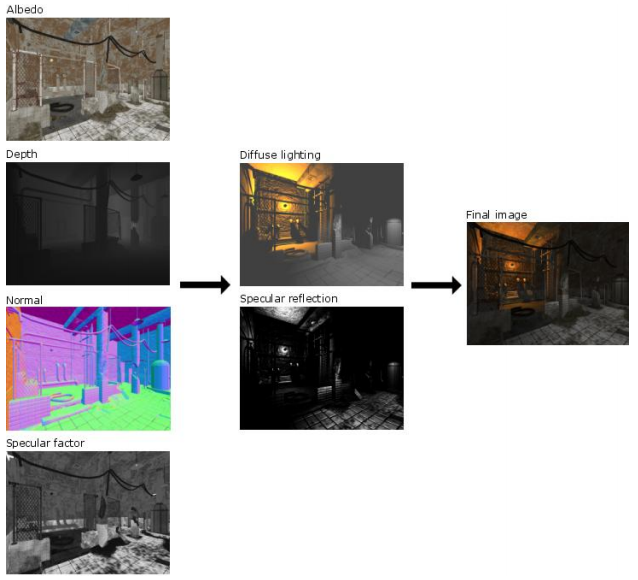 Albedo
Depth
Normal
Specular factor
Diffuse lighting
Specular reflection
Final image